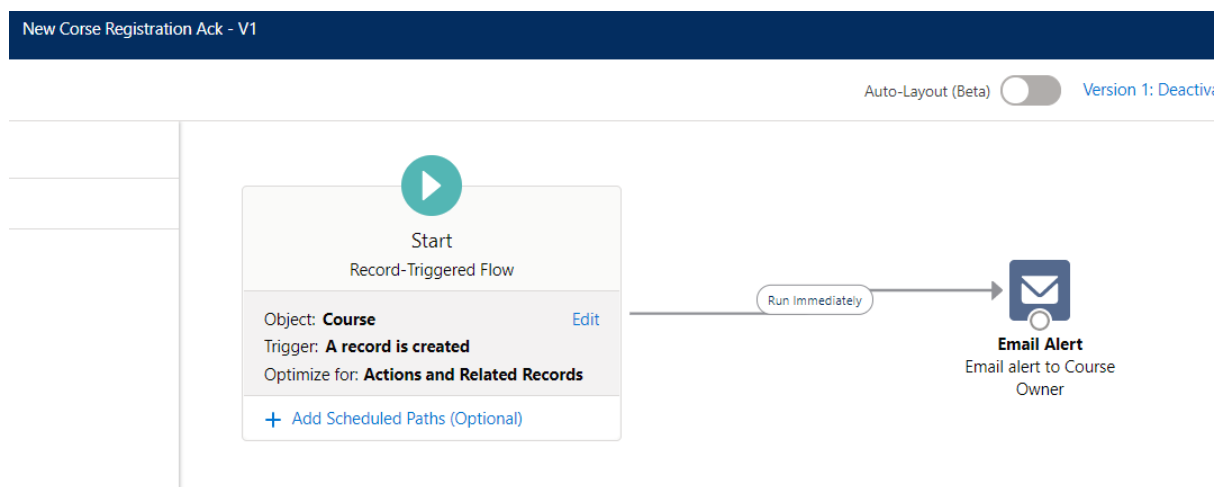 New Corse Registration Ack - V1
Auto-Layout (Beta)
Version 1: Deactiva
Start
Record-Triggered Flow
Object: Course
Edit
Trigger: A record is created
Optimize for: Actions and Related Records
+ Add Scheduled Paths (Optional)
Run Immediately
Email Alert
Email alert to Course
Owner